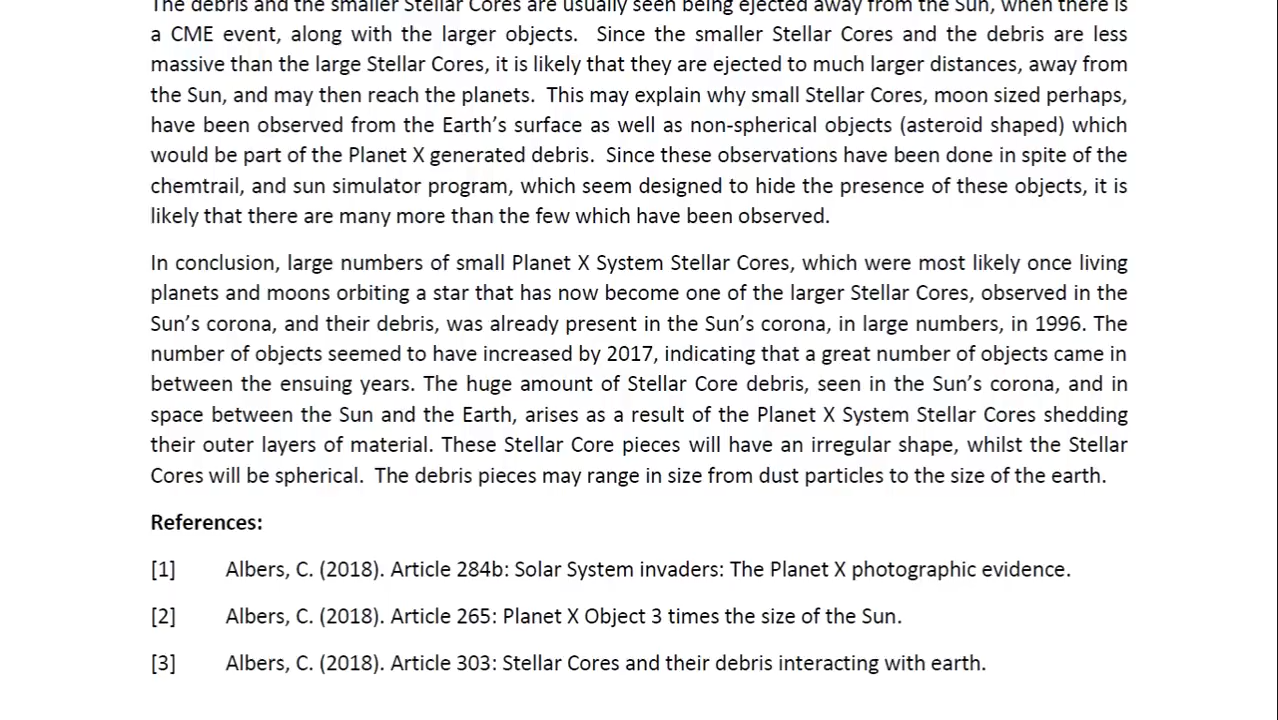 The debris and the smaller Stellar Cores are usually seen being ejected away from the Sun, when there is
a CME event, along with the larger objects.  Since the smaller Stellar Cores and the debris are less
massive than the large Stellar Cores, it is likely that they are ejected to much larger distances, away from
the Sun, and may then reach the planets.  This may explain why small Stellar Cores, moon sized perhaps,
have been observed from the Earth’s surface as well as non-spherical objects (asteroid shaped) which
would be part of the Planet X generated debris.  Since these observations have been done in spite of the
chemtrail, and sun simulator program, which seem designed to hide the presence of these objects, it is
likely that there are many more than the few which have been observed.
In conclusion, large numbers of small Planet X System Stellar Cores, which were most likely once living
planets and moons orbiting a star that has now become one of the larger Stellar Cores, observed in the
Sun’s corona, and their debris, was already present in the Sun’s corona, in large numbers, in 1996. The
number of objects seemed to have increased by 2017, indicating that a great number of objects came in
between the ensuing years. The huge amount of Stellar Core debris, seen in the Sun’s corona, and in
space between the Sun and the Earth, arises as a result of the Planet X System Stellar Cores shedding
their outer layers of material. These Stellar Core pieces will have an irregular shape, whilst the Stellar
Cores will be spherical.  The debris pieces may range in size from dust particles to the size of the earth.
References:
[1] Albers, C. (2018). Article 284b: Solar System invaders: The Planet X photographic evidence.
[2] Albers, C. (2018). Article 265: Planet X Object 3 times the size of the Sun.
[3] Albers, C. (2018). Article 303: Stellar Cores and their debris interacting with earth.